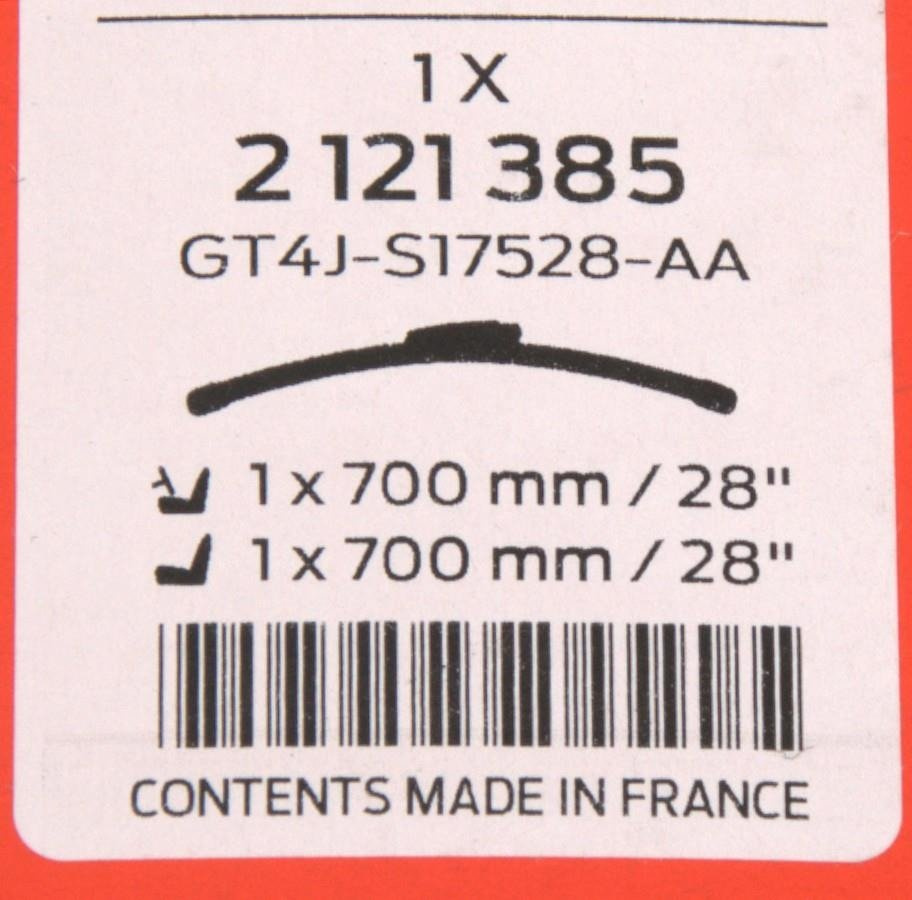 1 X
2 121 385
GT4J-S17528-AA
1 x 700 mm / 28"
1 x 700 mm / 28"
CONTENTS MADE IN FRANCE